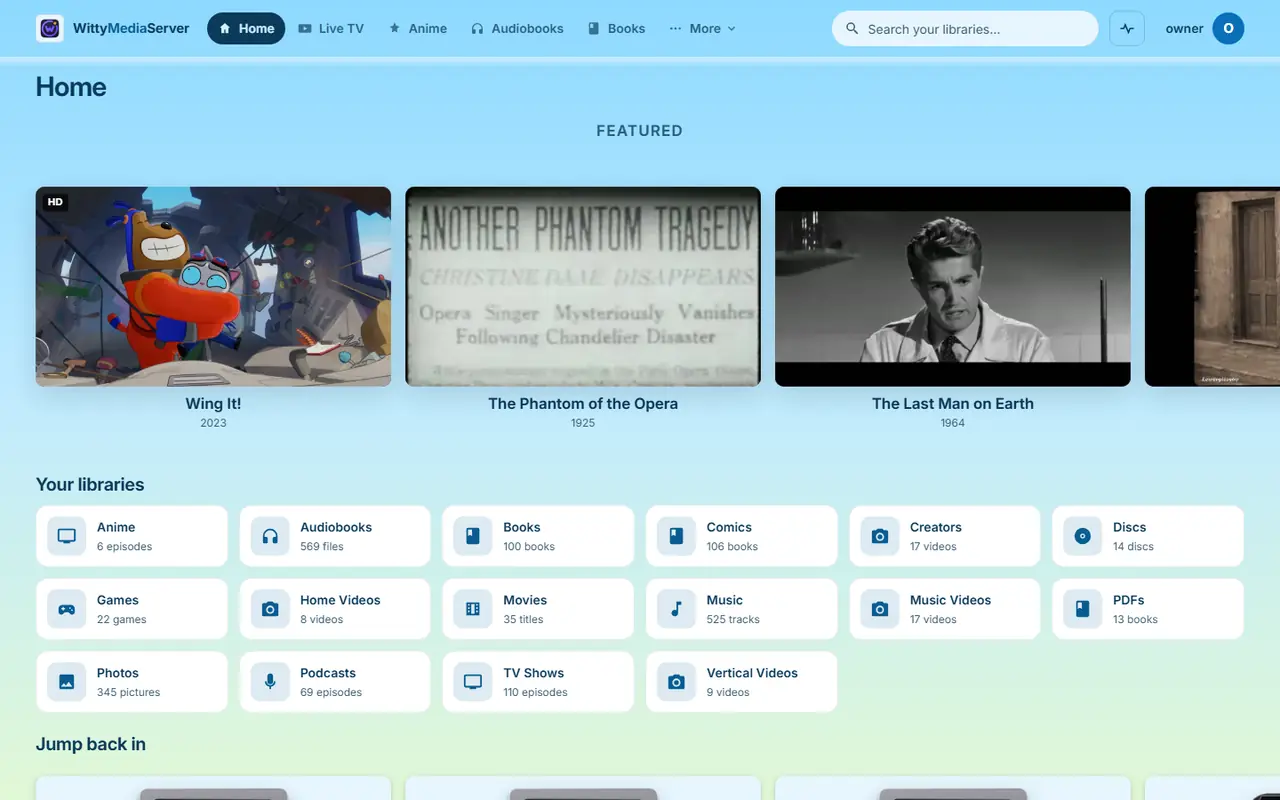 WittyMediaServer
Home
Live TV
Anime
Audiobooks
Books
More
Search your libraries...
owner
O
Home
FEATURED
HD
ANOTHER PHANTOM TRAGEDY
CHRISTINE DAAE DISAPPEARS
Opera Singer Mysteriously Vanishes
Following Chandelier Disaster
Wing It!
2023
The Phantom of the Opera
1925
The Last Man on Earth
1964
Your libraries
Anime
6 episodes
Audiobooks
569 files
Books
100 books
Comics
106 books
Creators
17 videos
Discs
14 discs
Games
22 games
Home Videos
8 videos
Movies
35 titles
Music
525 tracks
Music Videos
17 videos
PDFs
13 books
Photos
345 pictures
Podcasts
69 episodes
TV Shows
110 episodes
Vertical Videos
9 videos
Jump back in